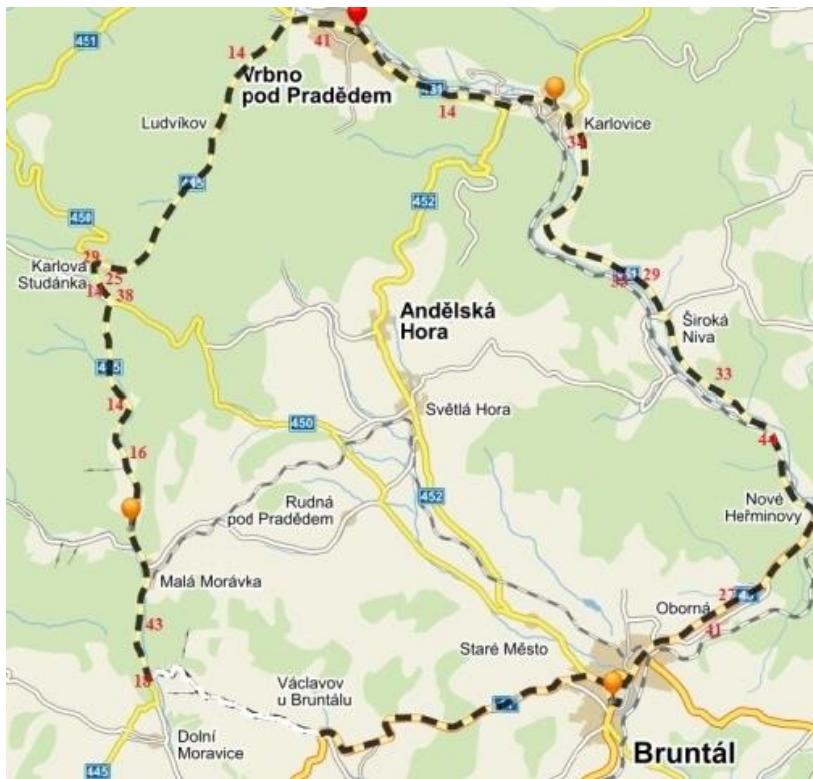 451
41
14
Vrbno
pod Pradědem
14
Ludvíkov
Karlovice
34
452
450
29
Karlova
Studánka
25
14
38
29
Andělská
Hora
Široká
Niva
33
14
Světlá Hora
450
44
16
452
Rudná
pod Pradědem
Nové
Heřminovy
Malá Morávka
27
Oborná
41
43
Staré Město
18
Václavov
u Bruntálu
Dolní
Moravice
Bruntál
445